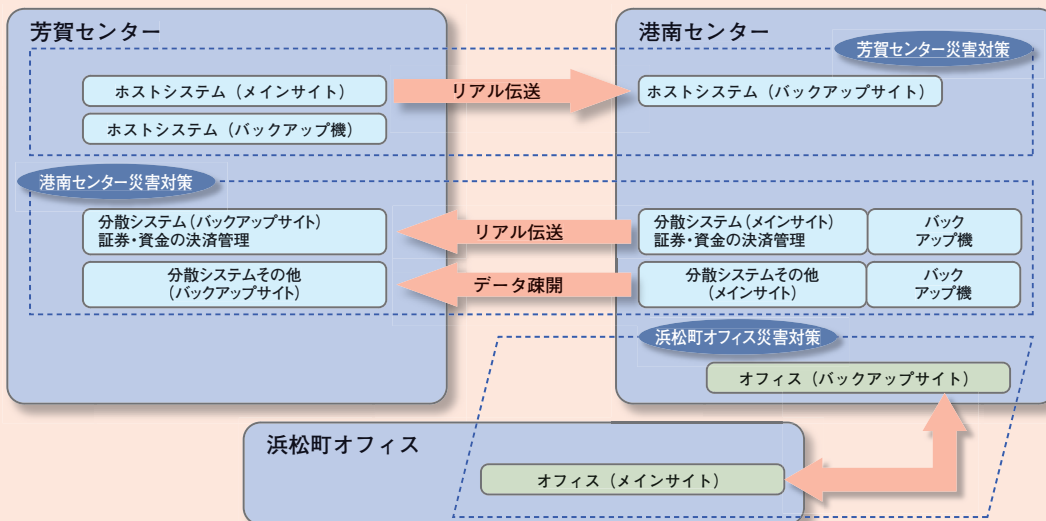 芳賀センター
港南センター
芳賀センター災害対策
ホストシステム（メインサイト）
リアル伝送
ホストシステム（バックアップサイト）
ホストシステム（バックアップ機）
港南センター災害対策
分散システム（バックアップサイト）
証券・資金の決済管理
リアル伝送
分散システム（メインサイト）
証券・資金の決済管理
バック
アップ機
分散システムその他
（バックアップサイト）
データ疎開
分散システムその他
（メインサイト）
バック
アップ機
浜松町オフィス災害対策
オフィス（バックアップサイト）
浜松町オフィス
オフィス（メインサイト）